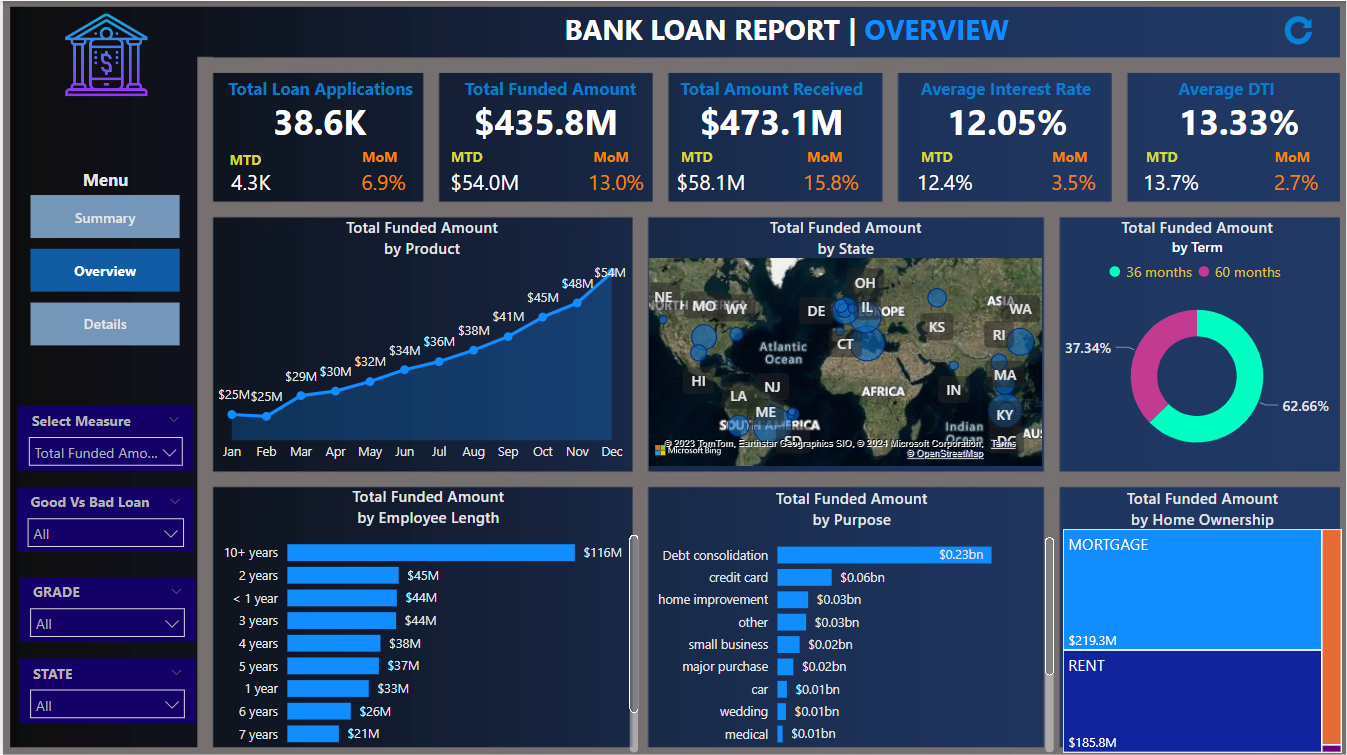 BANK LOAN REPORT | OVERVIEW
Total Loan Applications
38.6K
MTD
MoM
4.3K
6.9%
Total Funded Amount
$435.8M
MTD
MoM
$54.0M
13.0%
Total Amount Received
$473.1M
MTD
MoM
$58.1M
15.8%
Average Interest Rate
12.05%
MTD
MoM
12.4%
3.5%
Average DTI
13.33%
MTD
MoM
13.7%
2.7%
Menu
Summary
Overview
Details
Select Measure
Total Funded Amo...
Good Vs Bad Loan
All
GRADE
All
STATE
All
Total Funded Amount
by Product
$25M
$25M
$29M
$30M
$32M
$34M
$36M
$38M
$41M
$45M
$48M
$54M
Jan Feb Mar Apr May Jun Jul Aug Sep Oct Nov Dec
Total Funded Amount
by State
NE
MO
WY
NORTH AMERICA
OH
DE
IL
EUROPE
ASIA
WA
KS
RI
CT
Atlantic
Ocean
HI
NJ
LA
AFRICA
IN
MA
ME
KY
SOUTH AMERICA
SD
Indian
Ocean
DC
AUS
© 2023 TomTom, Earthstar Geographics SIO, © 2024 Microsoft Corporation, Terms
Microsoft Bing
© OpenStreetMap
Total Funded Amount
by Term
36 months
60 months
37.34%
62.66%
Total Funded Amount
by Employee Length
10+ years $116M
2 years $45M
< 1 year $44M
3 years $44M
4 years $38M
5 years $37M
1 year $33M
6 years $26M
7 years $21M
Total Funded Amount
by Purpose
Debt consolidation $0.23bn
credit card $0.06bn
home improvement $0.03bn
other $0.03bn
small business $0.02bn
major purchase $0.02bn
car $0.01bn
wedding $0.01bn
medical $0.01bn
Total Funded Amount
by Home Ownership
MORTGAGE
$219.3M
RENT
$185.8M